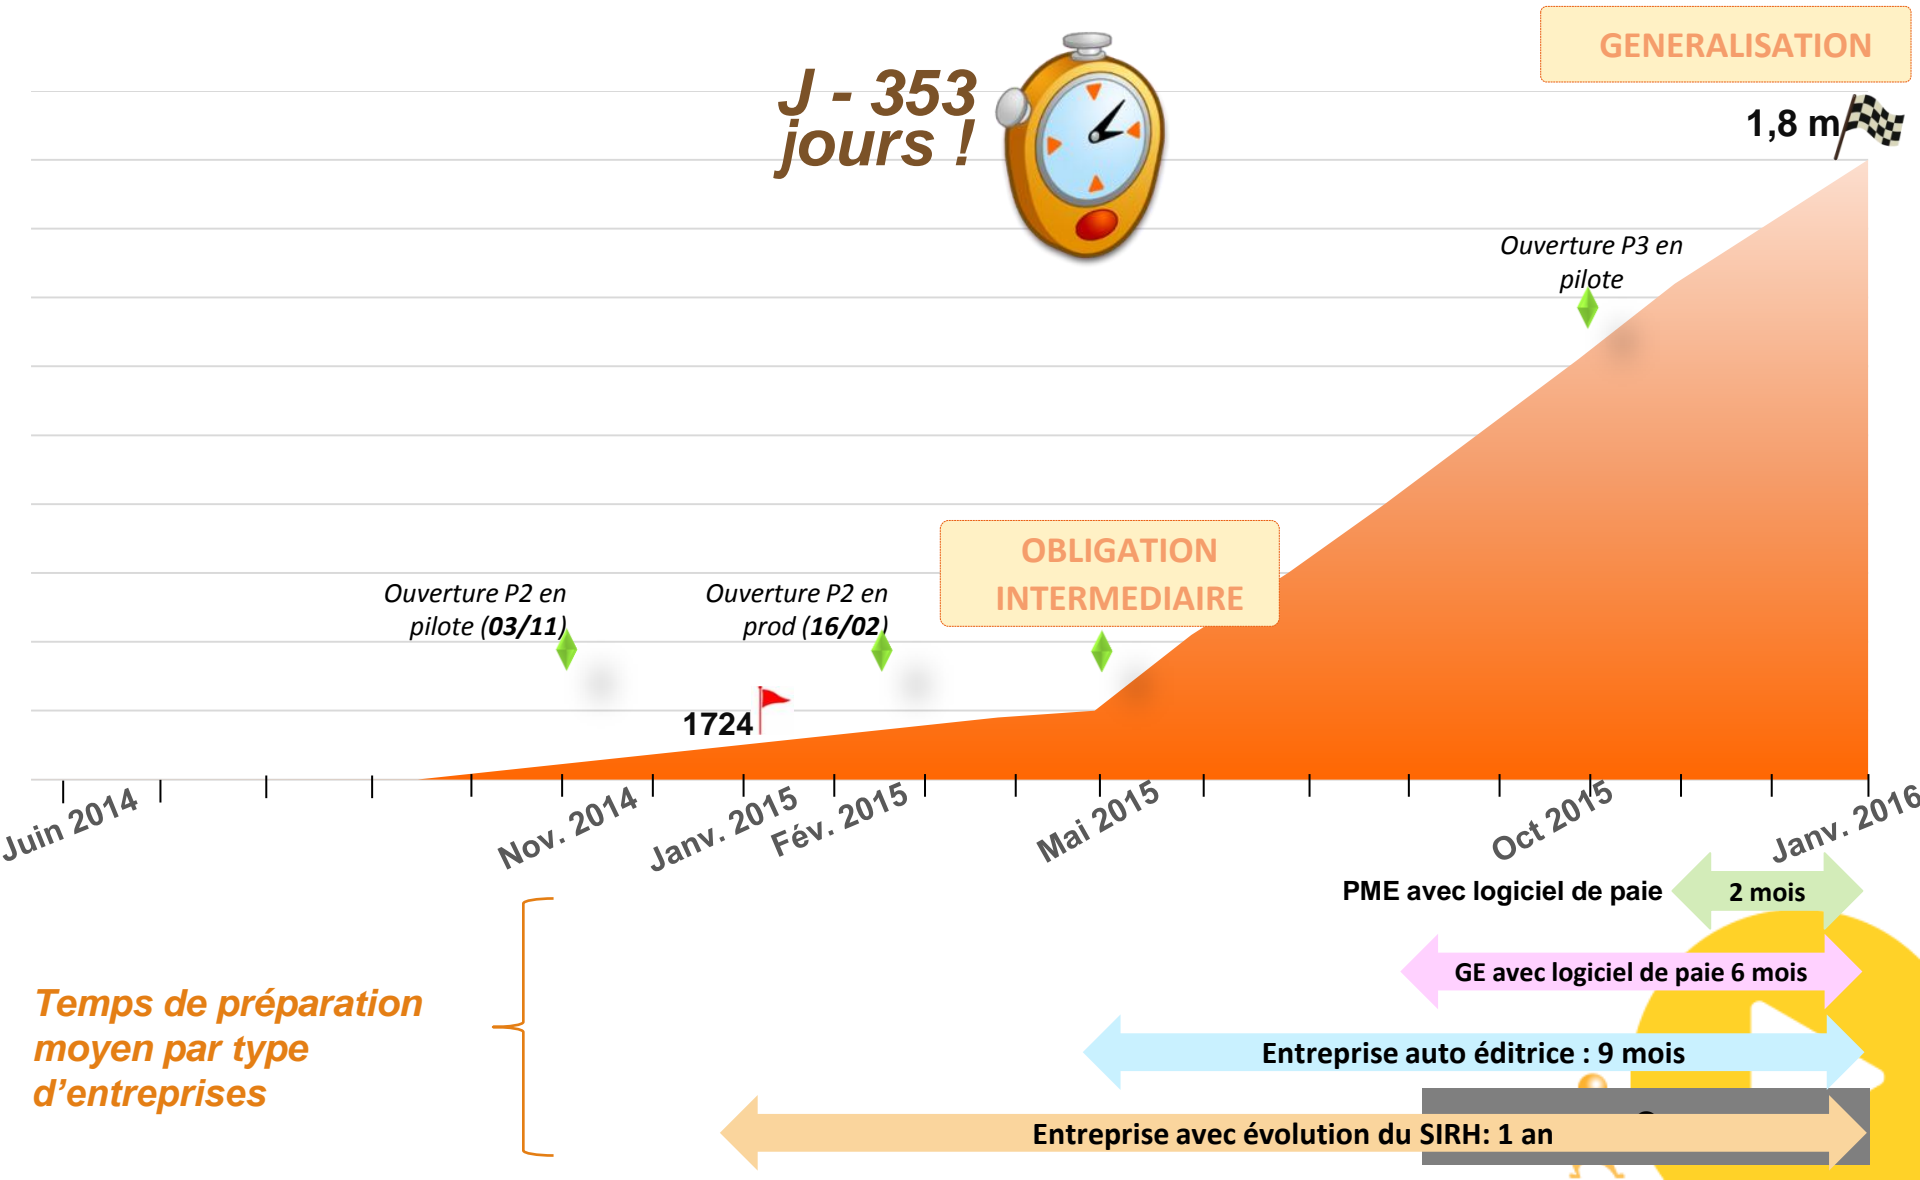 GENERALISATION
J - 353
jours !
1,8 m
Ouverture P3 en
pilote
OBLIGATION
INTERMEDIAIRE
Ouverture P2 en
pilote (03/11)
Ouverture P2 en
prod (16/02)
1724
Juin 2014
Nov. 2014
Janv. 2015
Fév. 2015
Mai 2015
Oct 2015
Janv. 2016
PME avec logiciel de paie
2 mois
GE avec logiciel de paie 6 mois
Temps de préparation
moyen par type
d’entreprises
Entreprise auto éditrice : 9 mois
Entreprise avec évolution du SIRH: 1 an